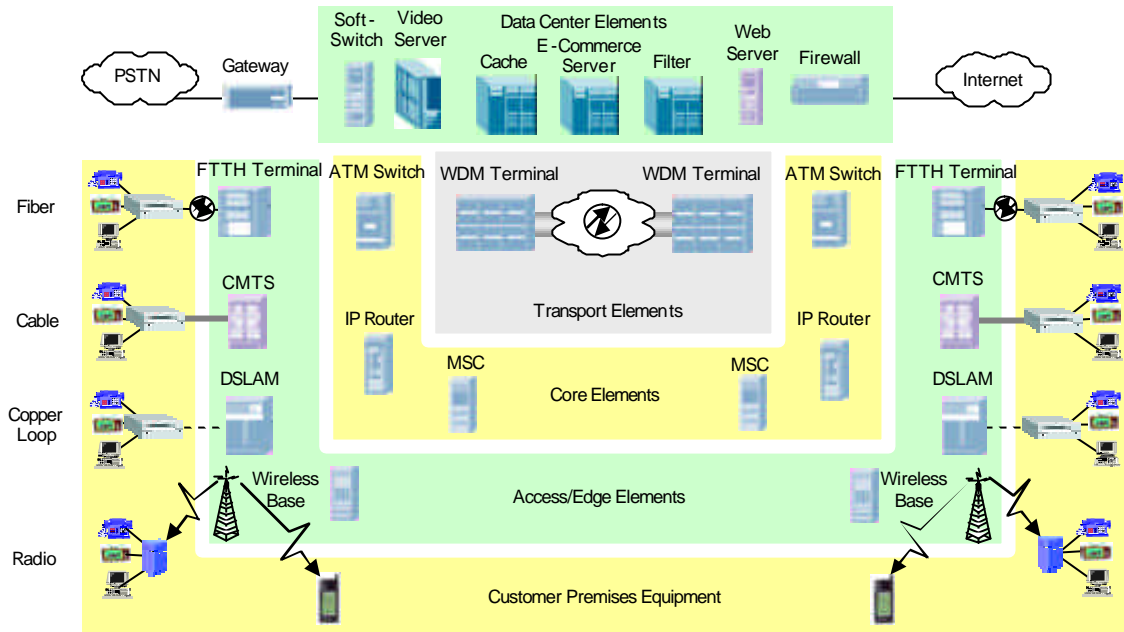 Data Center Elements
Soft-
Switch
Video
Server
Cache
E-Commerce
Server
Filter
Web
Server
Firewall
PSTN
Gateway
Internet
FTTH Terminal
ATM Switch
WDM Terminal
WDM Terminal
ATM Switch
FTTH Terminal
Fiber
CMTS
CMTS
Transport Elements
Cable
IP Router
IP Router
MSC
MSC
DSLAM
Core Elements
DSLAM
Copper
Loop
Wireless
Base
Access/Edge Elements
Wireless
Base
Radio
Customer Premises Equipment